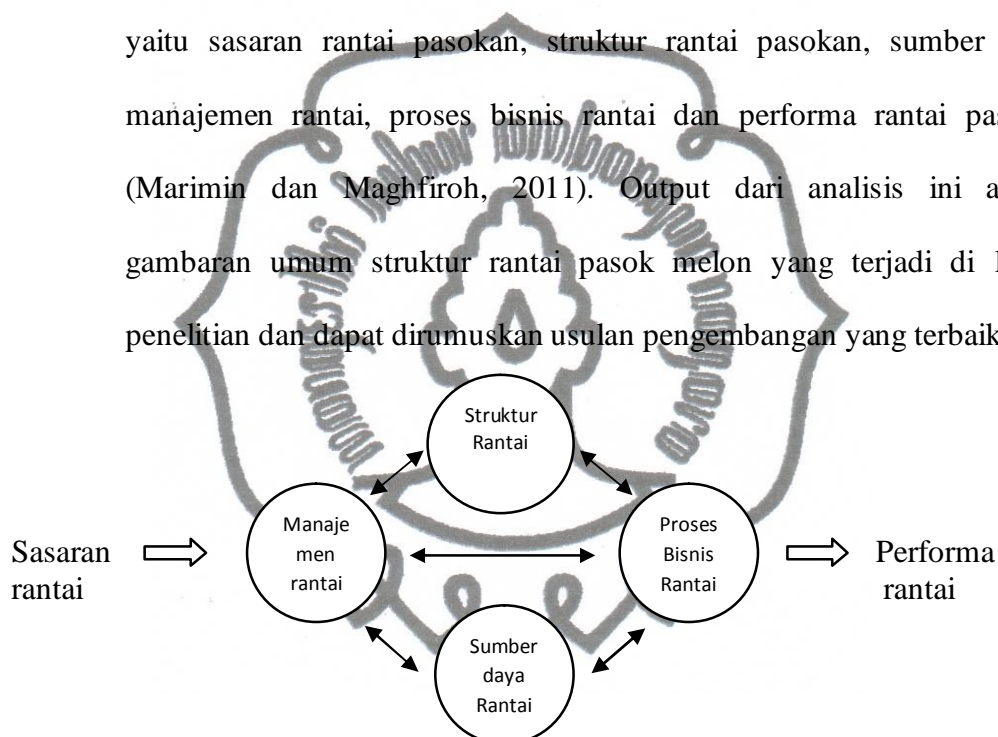 yaitu sasaran rantai pasokan, struktur rantai pasokan, sumber
manajemen rantai, proses bisnis rantai dan performa rantai pas
(Marimin dan Maghfiroh, 2011). Output dari analisis ini a
gambaran umum struktur rantai pasok melon yang terjadi di l
penelitian dan dapat dirumuskan usulan pengembangan yang terbaik
Struktur
Rantai
Manaje
men
rantai
Proses
Bisnis
Rantai
Sasaran
rantai
Performa
rantai
Sumber
daya
Rantai